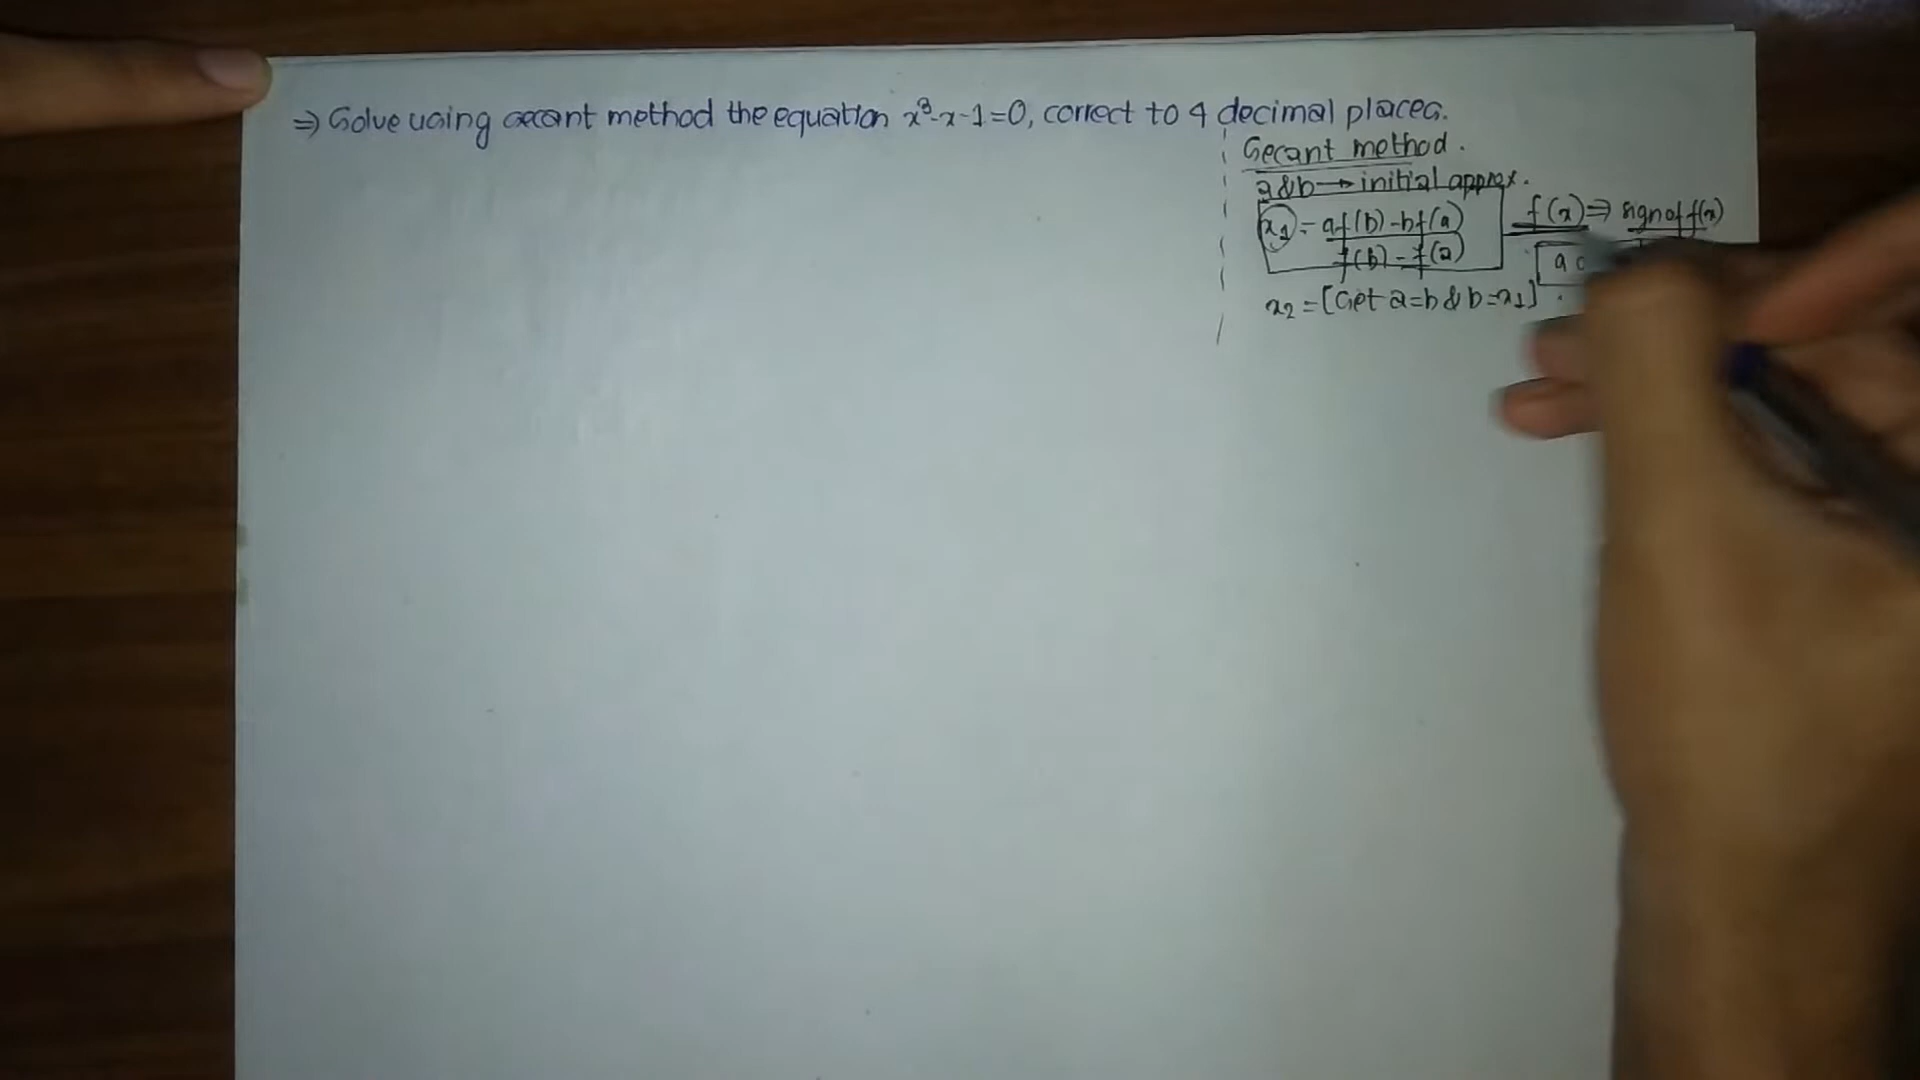 ⇒ Solve using secant method the equation x³-x-1=0, correct to 4 decimal places.
Secant method.
a&b → initial approx.
x1 = af(b)-bf(a)
f(b)-f(a)
f(x) ⇒ sign of f(x)
x2 = [Set a=b & b=x1].